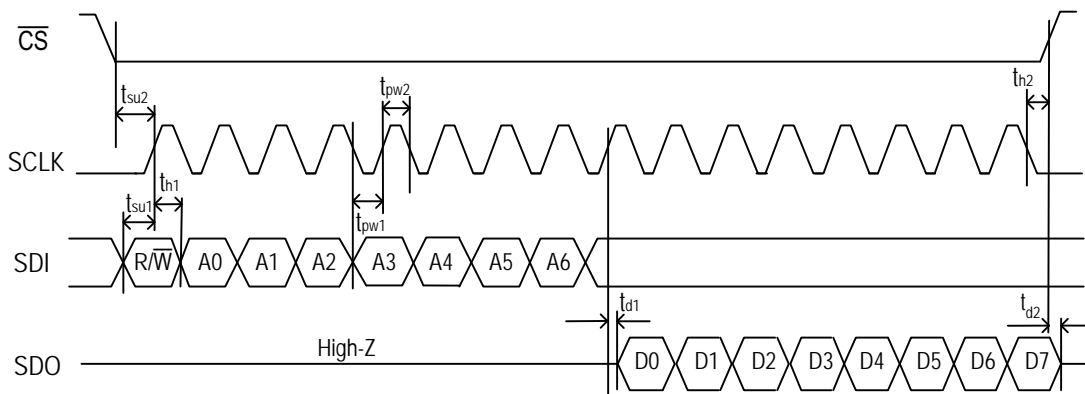 CS
tsu2
tpw2
th2
SCLK
tsu1
th1
tpw1
SDI
R/W A0 A1 A2 A3 A4 A5 A6
td1
td2
SDO
High-Z
D0 D1 D2 D3 D4 D5 D6 D7